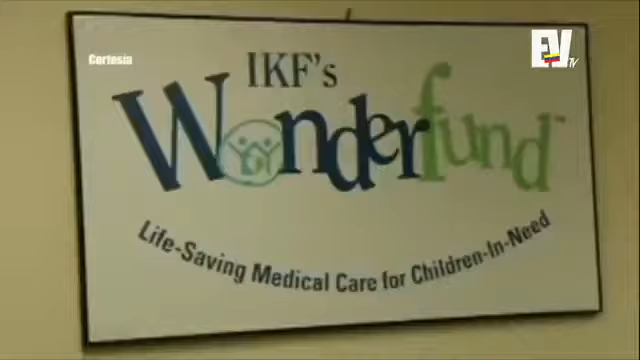 Cortesía
EV
TV
IKF's
Wonderfund™
Life-Saving Medical Care for Children-In-Need